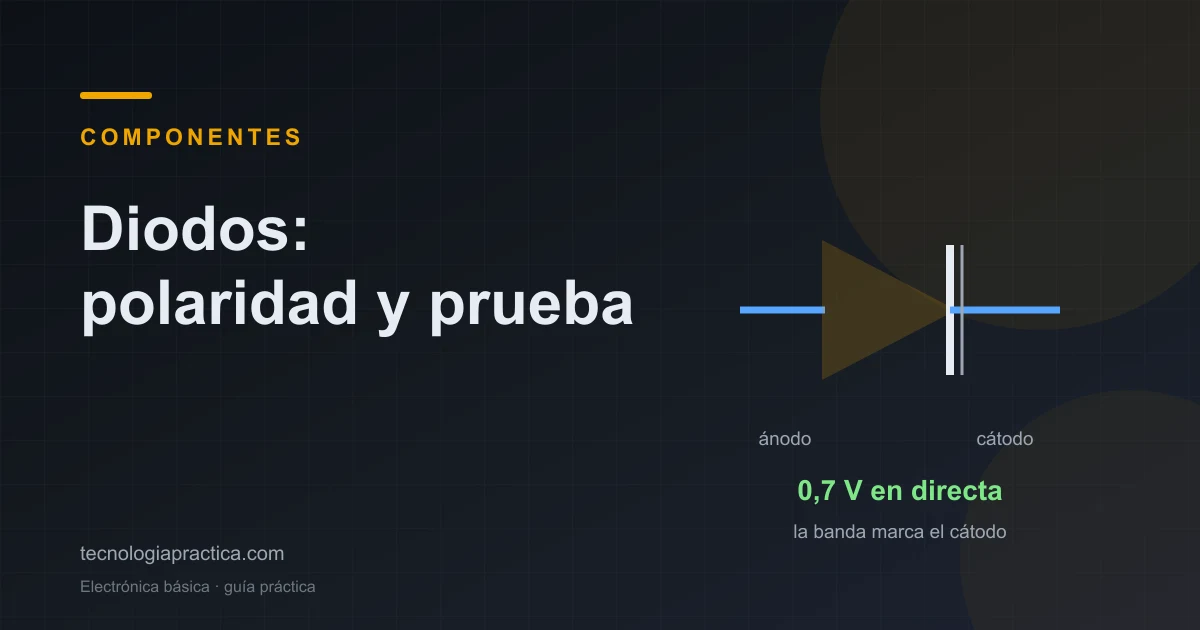 COMPONENTES
Diodos:
polaridad y prueba
ánodo
cátodo
0,7 V en directa
la banda marca el cátodo
tecnologiapractica.com
Electrónica básica · guía práctica